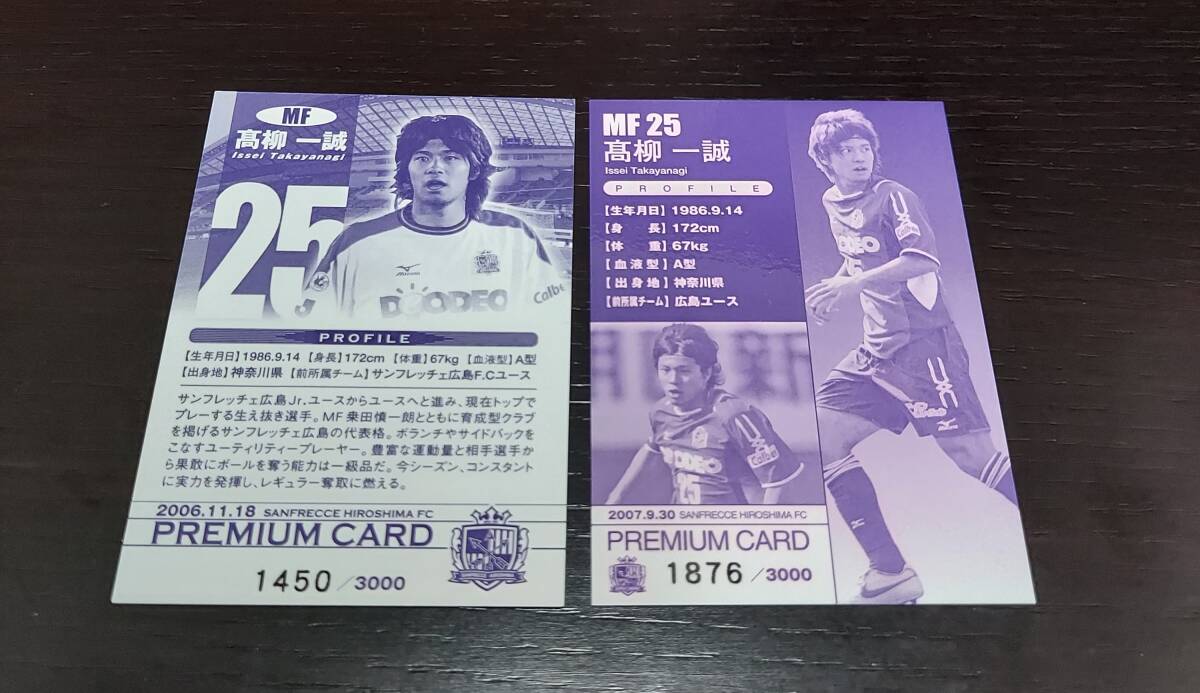 MF
髙柳 一誠
Issei Takayanagi
25
MIZUNO
DEODEO
Calbe
PROFILE
【生年月日】1986.9.14 【身長】172cm 【体重】67kg 【血液型】A型
【出身地】神奈川県 【前所属チーム】サンフレッチェ広島F.Cユース
サンフレッチェ広島Jr.ユースからユースへと進み、現在トップで
プレーする生え抜き選手。MF 桒田慎一朗とともに育成型クラブ
を掲げるサンフレッチェ広島の代表格。ボランチやサイドバックを
こなすユーティリティープレーヤー。豊富な運動量と相手選手か
ら果敢にボールを奪う能力は一級品だ。今シーズン、コンスタント
に実力を発揮し、レギュラー奪取に燃える。
2006.11.18 SANFRECCE HIROSHIMA FC
PREMIUM CARD
1450 /3000
MF 25
髙柳 一誠
Issei Takayanagi
PROFILE
【生年月日】1986.9.14
【身 長】172cm
【体 重】67kg
【血液型】A型
【出身地】神奈川県
【前所属チーム】広島ユース
25
2007.9.30 SANFRECCE HIROSHIMA FC
PREMIUM CARD
1876 /3000